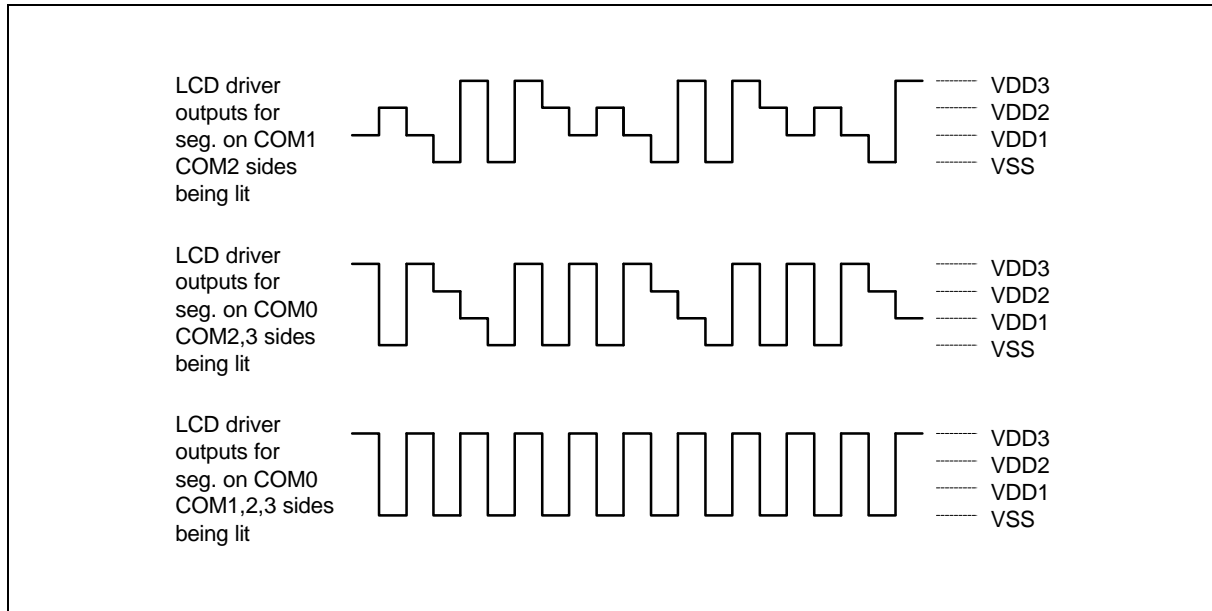 LCD driver
outputs for
seg. on COM1
COM2 sides
being lit
VDD3
VDD2
VDD1
VSS
LCD driver
outputs for
seg. on COM0
COM2,3 sides
being lit
VDD3
VDD2
VDD1
VSS
LCD driver
outputs for
seg. on COM0
COM1,2,3 sides
being lit
VDD3
VDD2
VDD1
VSS